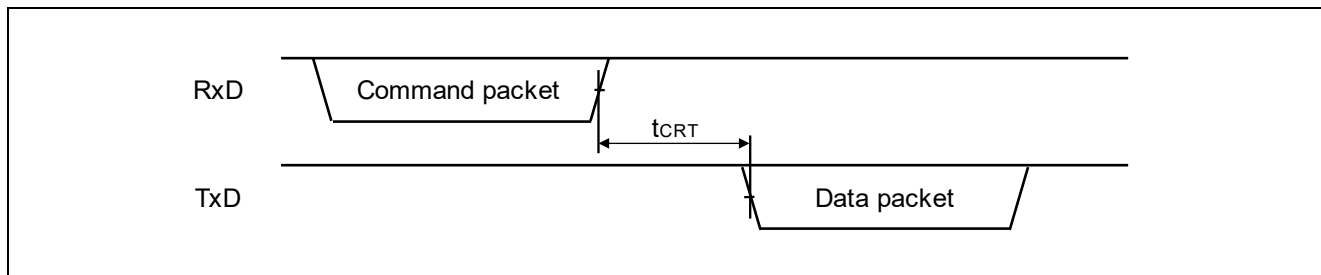 RxD
Command packet
tCRT
TxD
Data packet